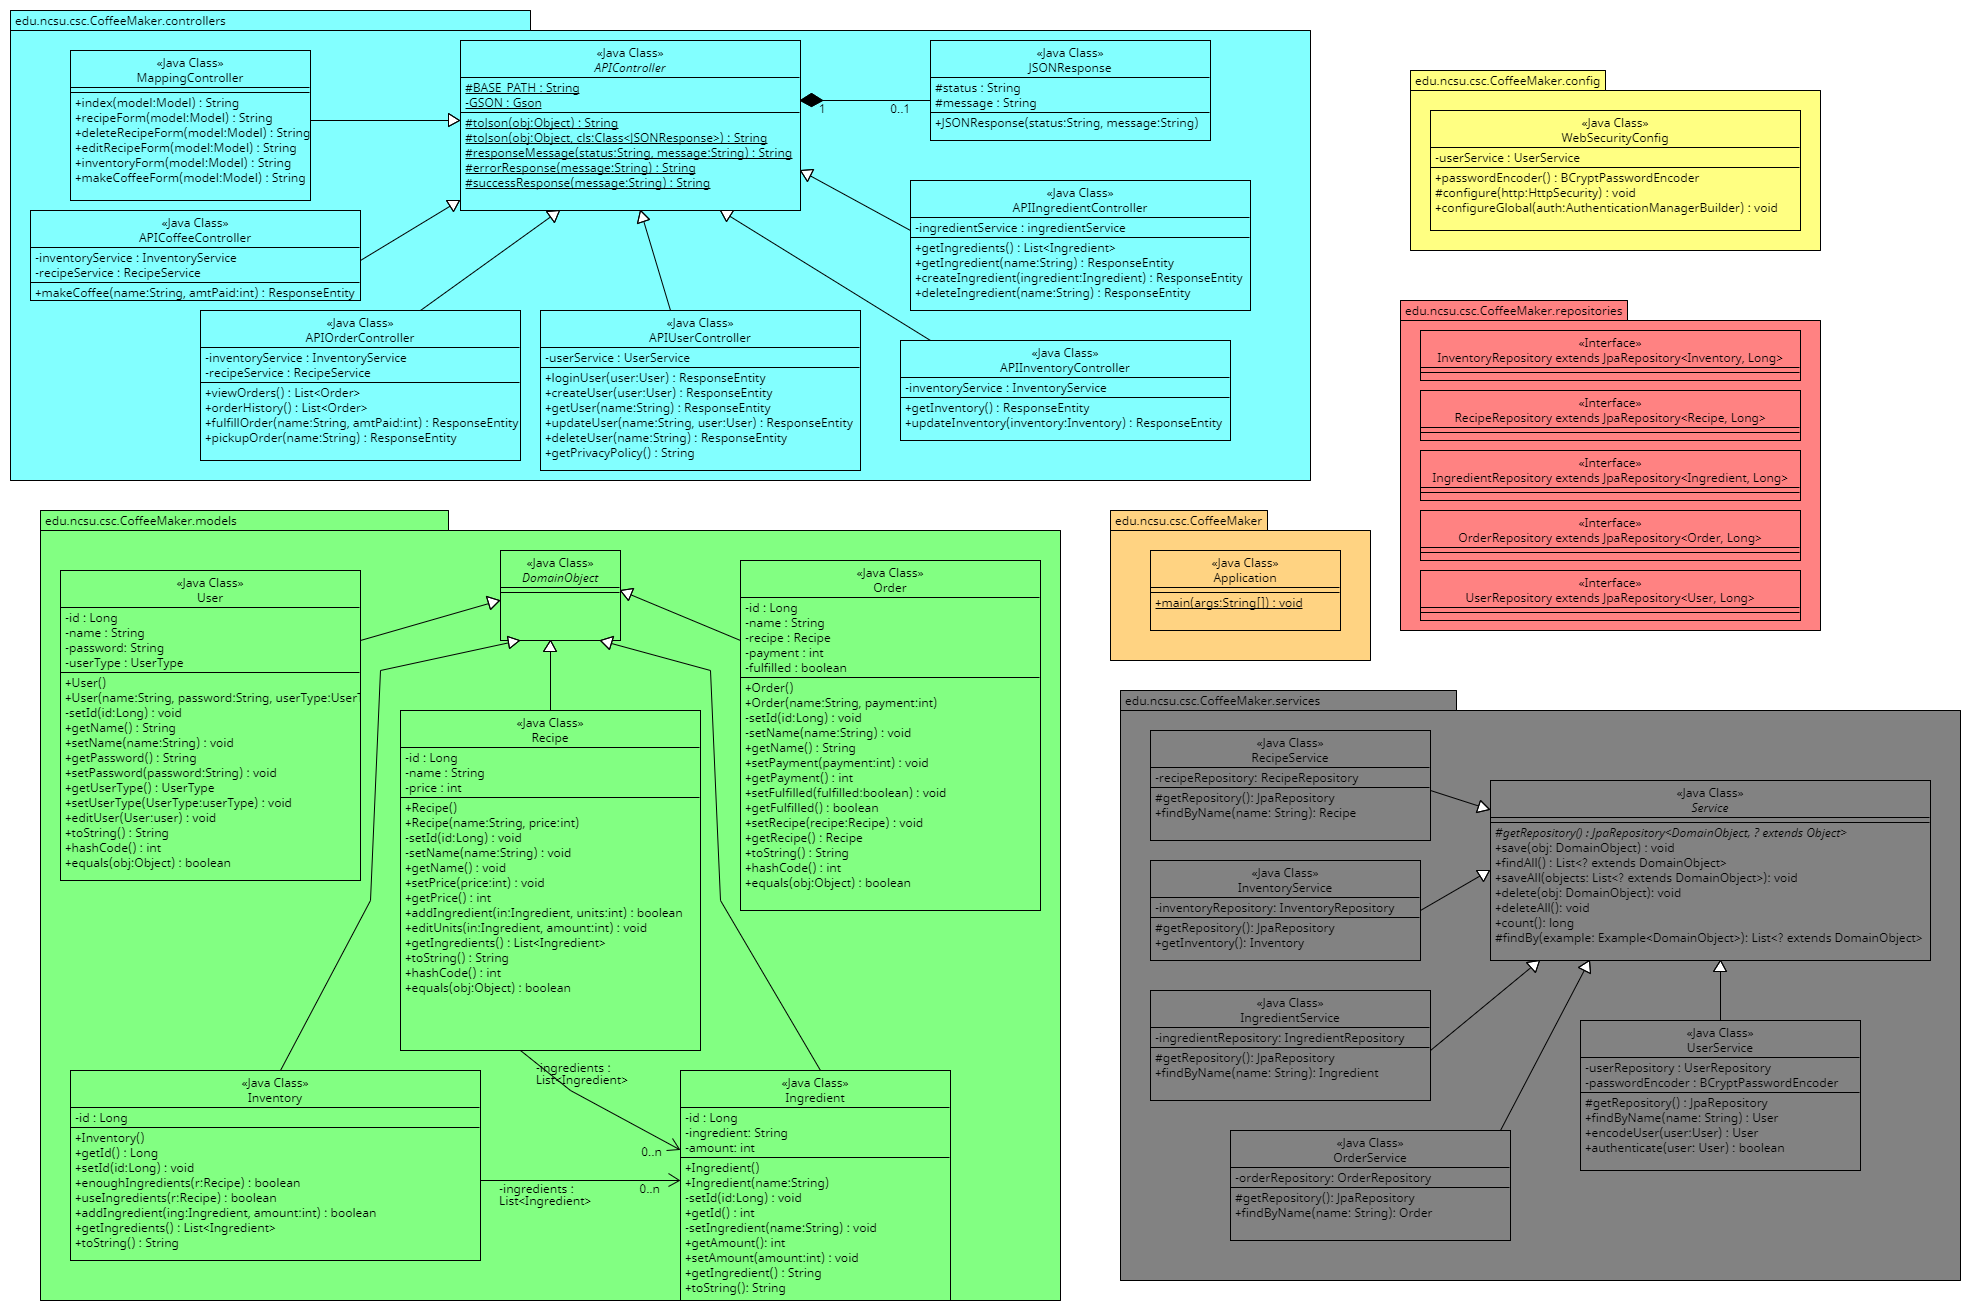 edu.ncsu.csc.CoffeeMaker.controllers
«Java Class»
MappingController
+index(model:Model) : String
+recipeForm(model:Model) : String
+deleteRecipeForm(model:Model) : String
+editRecipeForm(model:Model) : String
+inventoryForm(model:Model) : String
+makeCoffeeForm(model:Model) : String
«Java Class»
APIController
#BASE_PATH : String
-GSON : Gson
#toJson(obj:Object) : String
#toJson(obj:Object, cls:Class<JSONResponse>) : String
#responseMessage(status:String, message:String) : String
#errorResponse(message:String) : String
#successResponse(message:String) : String
1
0..1
«Java Class»
JSONResponse
#status : String
#message : String
+JSONResponse(status:String, message:String)
«Java Class»
APICoffeeController
-inventoryService : InventoryService
-recipeService : RecipeService
+makeCoffee(name:String, amtPaid:int) : ResponseEntity
«Java Class»
APIIngredientController
-ingredientService : ingredientService
+getIngredients() : List<Ingredient>
+getIngredient(name:String) : ResponseEntity
+createIngredient(ingredient:Ingredient) : ResponseEntity
+deleteIngredient(name:String) : ResponseEntity
«Java Class»
APIOrderController
-inventoryService : InventoryService
-recipeService : RecipeService
+viewOrders() : List<Order>
+orderHistory() : List<Order>
+fulfillOrder(name:String, amtPaid:int) : ResponseEntity
+pickupOrder(name:String) : ResponseEntity
«Java Class»
APIUserController
-userService : UserService
+loginUser(user:User) : ResponseEntity
+createUser(user:User) : ResponseEntity
+getUser(name:String) : ResponseEntity
+updateUser(name:String, user:User) : ResponseEntity
+deleteUser(name:String) : ResponseEntity
+getPrivacyPolicy() : String
«Java Class»
APIInventoryController
-inventoryService : InventoryService
+getInventory() : ResponseEntity
+updateInventory(inventory:Inventory) : ResponseEntity
edu.ncsu.csc.CoffeeMaker.config
«Java Class»
WebSecurityConfig
-userService : UserService
+passwordEncoder() : BCryptPasswordEncoder
#configure(http:HttpSecurity) : void
+configureGlobal(auth:AuthenticationManagerBuilder) : void
edu.ncsu.csc.CoffeeMaker.repositories
«Interface»
InventoryRepository extends JpaRepository<Inventory, Long>
«Interface»
RecipeRepository extends JpaRepository<Recipe, Long>
«Interface»
IngredientRepository extends JpaRepository<Ingredient, Long>
«Interface»
OrderRepository extends JpaRepository<Order, Long>
«Interface»
UserRepository extends JpaRepository<User, Long>
edu.ncsu.csc.CoffeeMaker.models
«Java Class»
User
-id : Long
-name : String
-password: String
-userType : UserType
+User()
+User(name:String, password:String, userType:UserT
-setId(id:Long) : void
+getName() : String
+setName(name:String) : void
+getPassword() : String
+setPassword(password:String) : void
+getUserType() : UserType
+setUserType(UserType:userType) : void
+editUser(User:user) : void
+toString() : String
+hashCode() : int
+equals(obj:Object) : boolean
«Java Class»
DomainObject
«Java Class»
Order
-id : Long
-name : String
-recipe : Recipe
-payment : int
-fulfilled : boolean
+Order()
+Order(name:String, payment:int)
-setId(id:Long) : void
-setName(name:String) : void
+getName() : String
+setPayment(payment:int) : void
+getPayment() : int
+setFulfilled(fulfilled:boolean) : void
+getFulfilled() : boolean
+setRecipe(recipe:Recipe) : void
+getRecipe() : Recipe
+toString() : String
+hashCode() : int
+equals(obj:Object) : boolean
«Java Class»
Recipe
-id : Long
-name : String
-price : int
+Recipe()
+Recipe(name:String, price:int)
-setId(id:Long) : void
-setName(name:String) : void
+getName() : void
+setPrice(price:int) : void
+getPrice() : int
+addIngredient(in:Ingredient, units:int) : boolean
+editUnits(in:Ingredient, amount:int) : void
+getIngredients() : List<Ingredient>
+toString() : String
+hashCode() : int
+equals(obj:Object) : boolean
-ingredients :
List<Ingredient>
0..n
«Java Class»
Inventory
-id : Long
+Inventory()
+getId() : Long
+setId(id:Long) : void
+enoughIngredients(r:Recipe) : boolean
+useIngredients(r:Recipe) : boolean
+addIngredient(ing:Ingredient, amount:int) : boolean
+getIngredients() : List<Ingredient>
+toString() : String
-ingredients :
List<Ingredient>
0..n
«Java Class»
Ingredient
-id : Long
-ingredient: String
-amount: int
+Ingredient()
+Ingredient(name:String)
-setId(id:Long) : void
+getId() : int
-setIngredient(name:String) : void
+getAmount(): int
+setAmount(amount:int) : void
+getIngredient() : String
+toString(): String
edu.ncsu.csc.CoffeeMaker
«Java Class»
Application
+main(args:String[]) : void
edu.ncsu.csc.CoffeeMaker.services
«Java Class»
RecipeService
-recipeRepository: RecipeRepository
#getRepository(): JpaRepository
+findByName(name: String): Recipe
«Java Class»
Service
#getRepository() : JpaRepository<DomainObject, ? extends Object>
+save(obj: DomainObject) : void
+findAll() : List<? extends DomainObject>
+saveAll(objects: List<? extends DomainObject>): void
+delete(obj: DomainObject): void
+deleteAll(): void
+count(): long
#findBy(example: Example<DomainObject>): List<? extends DomainObject>
«Java Class»
InventoryService
-inventoryRepository: InventoryRepository
#getRepository(): JpaRepository
+getInventory(): Inventory
«Java Class»
IngredientService
-ingredientRepository: IngredientRepository
#getRepository(): JpaRepository
+findByName(name: String): Ingredient
«Java Class»
UserService
-userRepository : UserRepository
-passwordEncoder : BCryptPasswordEncoder
#getRepository() : JpaRepository
+findByName(name: String) : User
+encodeUser(user:User) : User
+authenticate(user: User) : boolean
«Java Class»
OrderService
-orderRepository: OrderRepository
#getRepository(): JpaRepository
+findByName(name: String): Order